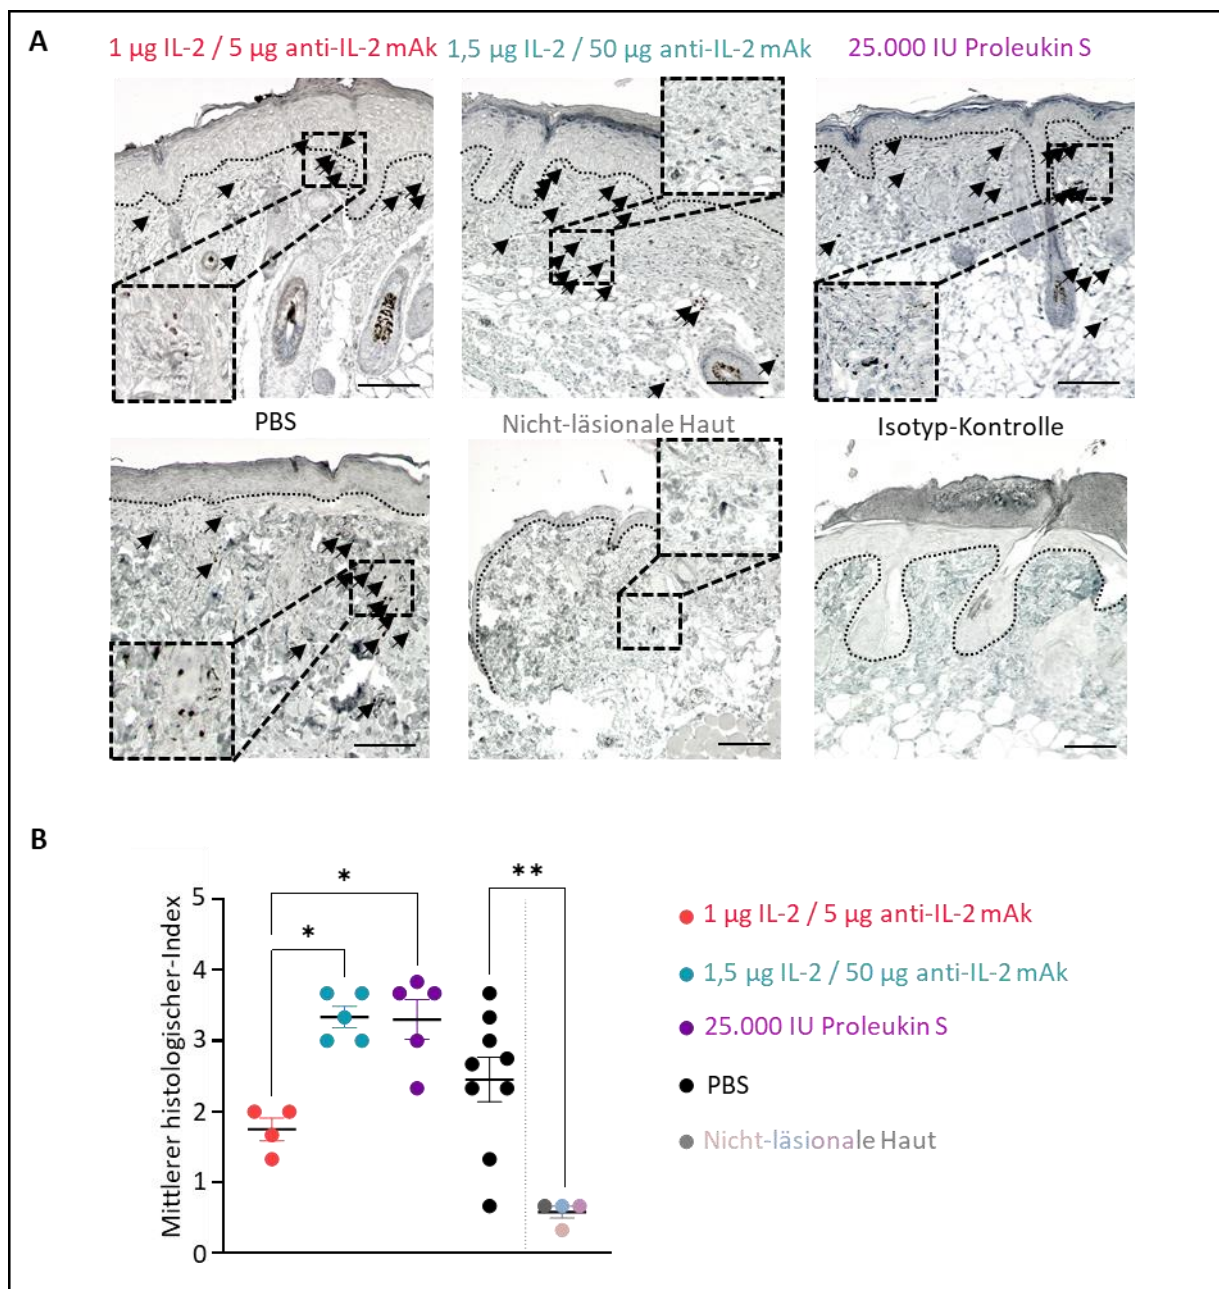 A
1 µg IL-2 / 5 µg anti-IL-2 mAk 1,5 µg IL-2 / 50 µg anti-IL-2 mAk 25.000 IU Proleukin S
PBS Nicht-läsionale Haut Isotyp-Kontrolle
B
Mittlerer histologischer-Index
5
4
3
2
1
0
*
*
**
1 µg IL-2 / 5 µg anti-IL-2 mAk
1,5 µg IL-2 / 50 µg anti-IL-2 mAk
25.000 IU Proleukin S
PBS
Nicht-läsionale Haut